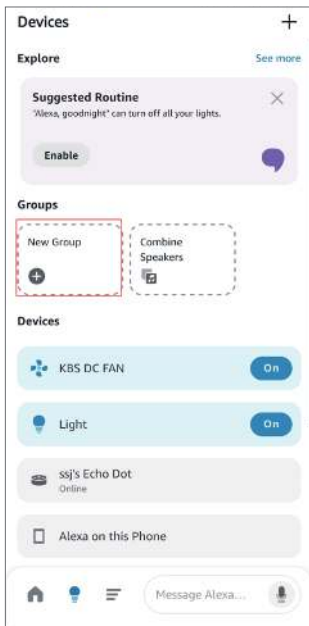 Devices
Explore
See more
Suggested Routine
"Alexa, goodnight" can turn off all your lights.
Enable
Groups
New Group
Combine
Speakers
Devices
KBS DC FAN
On
Light
On
ssj's Echo Dot
Online
Alexa on this Phone
Message Alexa...